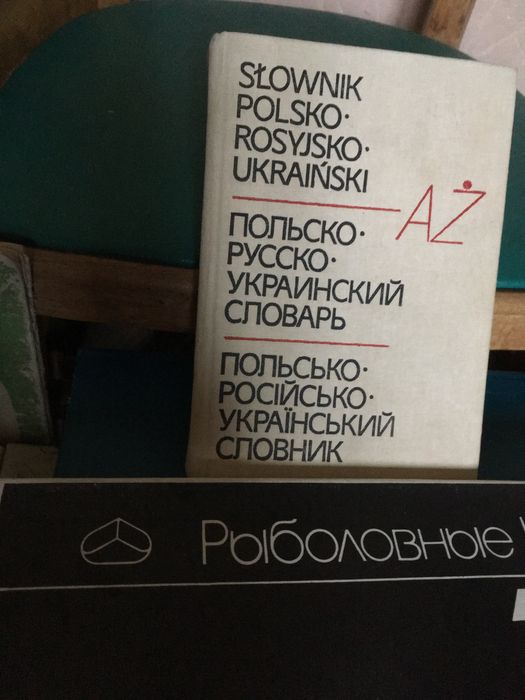 SŁOWNIK
POLSKO·
ROSYJSKO·
UKRAIŃSKI
AŻ
ПОЛЬСКО·
РУССКО·
УКРАИНСКИЙ
СЛОВАРЬ
ПОЛЬСЬКО·
РОСІЙСЬКО·
УКРАЇНСЬКИЙ
СЛОВНИК
Рыболовные